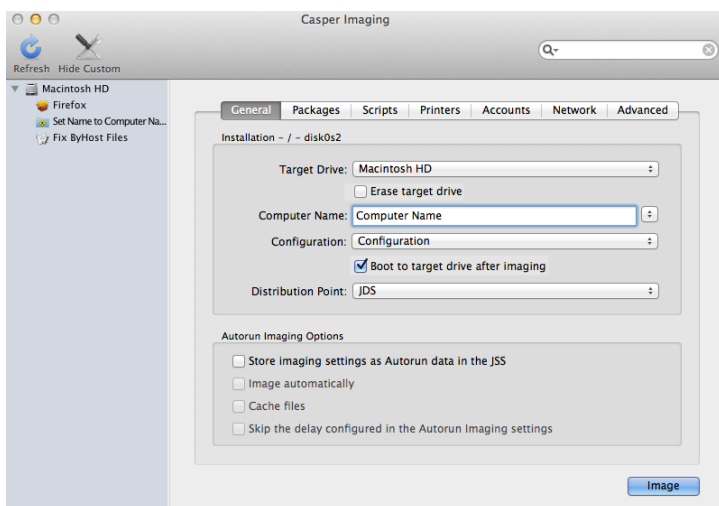 Casper Imaging
Refresh Hide Custom
Macintosh HD
Firefox
Set Name to Computer Na...
Fix ByHost Files
General Packages Scripts Printers Accounts Network Advanced
Installation – / – disk0s2
Target Drive: Macintosh HD
Erase target drive
Computer Name: Computer Name
Configuration: Configuration
Boot to target drive after imaging
Distribution Point: JDS
Autorun Imaging Options
Store imaging settings as Autorun data in the JSS
Image automatically
Cache files
Skip the delay configured in the Autorun Imaging settings
Image